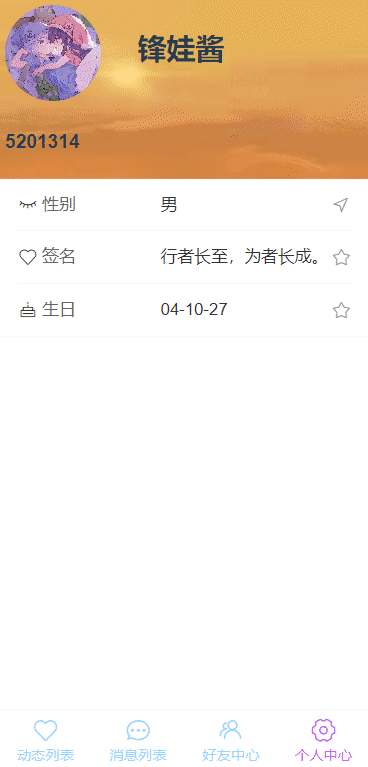 锋娃酱
5201314
性别 男
签名 行者长至，为者长成。
生日 04-10-27
动态列表 消息列表 好友中心 个人中心